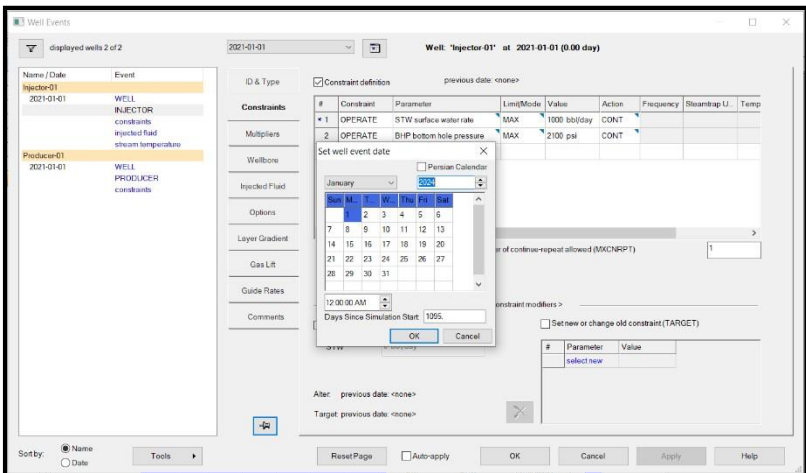 Well Events
displayed wells 2 of 2
2021-01-01
Well: 'Injector-01' at 2021-01-01 (0.00 day)
Name / Date Event
Injector-01
2021-01-01 WELL
INJECTOR
constraints
injected fluid
stream temperature
Producer-01
2021-01-01 WELL
PRODUCER
constraints
ID & Type
Constraints
Multipliers
Wellbore
Injected Fluid
Options
Layer Gradient
Gas Lift
Guide Rates
Comments
Constraint definition previous date: <none>
# Constraint Parameter Limit/Mode Value Action Frequency Steamtrap U... Temp
* 1 OPERATE STW surface water rate MAX 1000 bbl/day CONT
2 OPERATE BHP bottom hole pressure MAX 2100 psi CONT
Set well event date
Persian Calendar
January 2024
Sun M... T... W... Thu Fri Sat
1 2 3 4 5 6
7 8 9 10 11 12 13
14 15 16 17 18 19 20
21 22 23 24 25 26 27
28 29 30 31
12:00:00 AM
Days Since Simulation Start: 1095.
OK Cancel
er of continue-repeat allowed (MXCNRPT) 1
onstraint modifiers >
Set new or change old constraint (TARGET)
STW
# Parameter Value
select new
Alter: previous date: <none>
Target: previous date: <none>
Sort by: Name
Date
Tools
Reset Page Auto-apply OK Cancel Apply Help